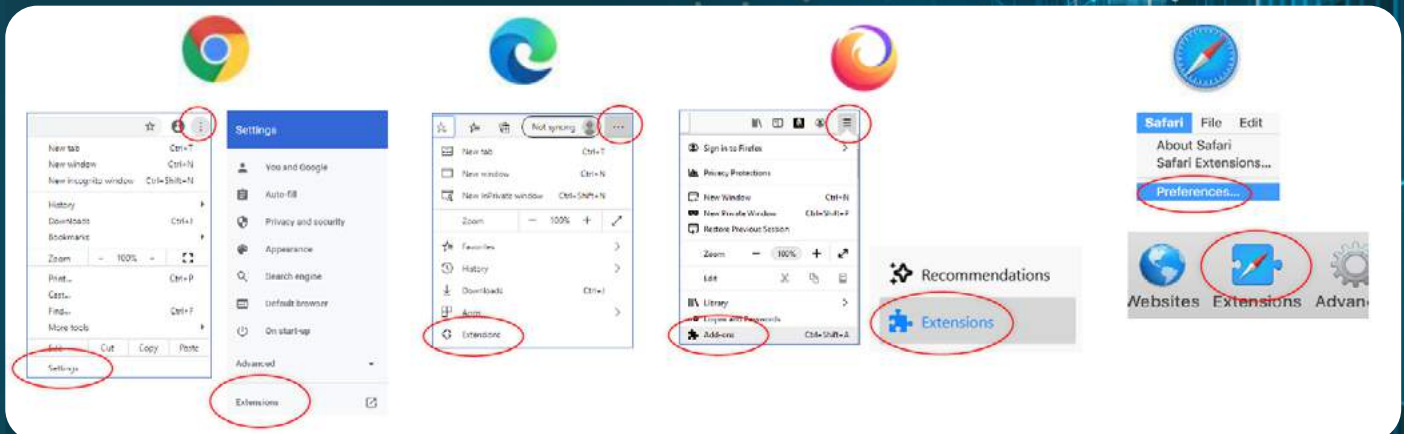 New tab Ctrl+T
New window Ctrl+N
New incognito window Ctrl+Shift+N
History
Downloads Ctrl+J
Bookmarks
Zoom - 100% +
Print... Ctrl+P
Cast...
Find... Ctrl+F
More tools
Edit Cut Copy Paste
Settings
Settings
You and Google
Auto-fill
Privacy and security
Appearance
Search engine
Default browser
On start-up
Advanced
Extensions
Not syncing
New tab Ctrl+T
New window Ctrl+N
New InPrivate window Ctrl+Shift+N
Zoom - 100% +
Favorites
History
Downloads Ctrl+J
Apps
Extensions
Sign in to Firefox
Privacy Protections
New Window Ctrl+N
New Private Window Ctrl+Shift+P
Restore Previous Session
Zoom - 100% +
Edit
Library
Logins and Passwords
Add-ons Ctrl+Shift+A
Recommendations
Extensions
Safari File Edit
About Safari
Safari Extensions...
Preferences...
Websites Extensions Advan